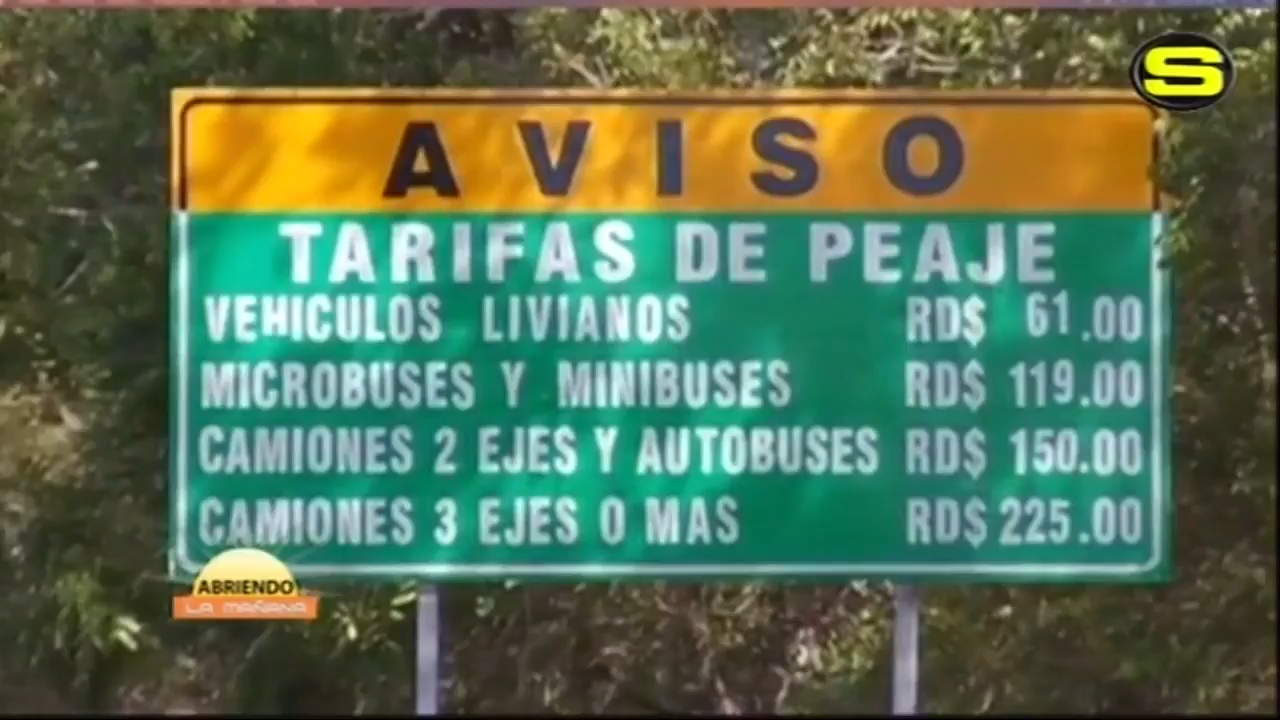 S
AVISO
TARIFAS DE PEAJE
VEHICULOS LIVIANOS RD$ 61.00
MICROBUSES Y MINIBUSES RD$ 119.00
CAMIONES 2 EJES Y AUTOBUSES RD$ 150.00
CAMIONES 3 EJES O MAS RD$ 225.00
ABRIENDO
LA MAÑANA